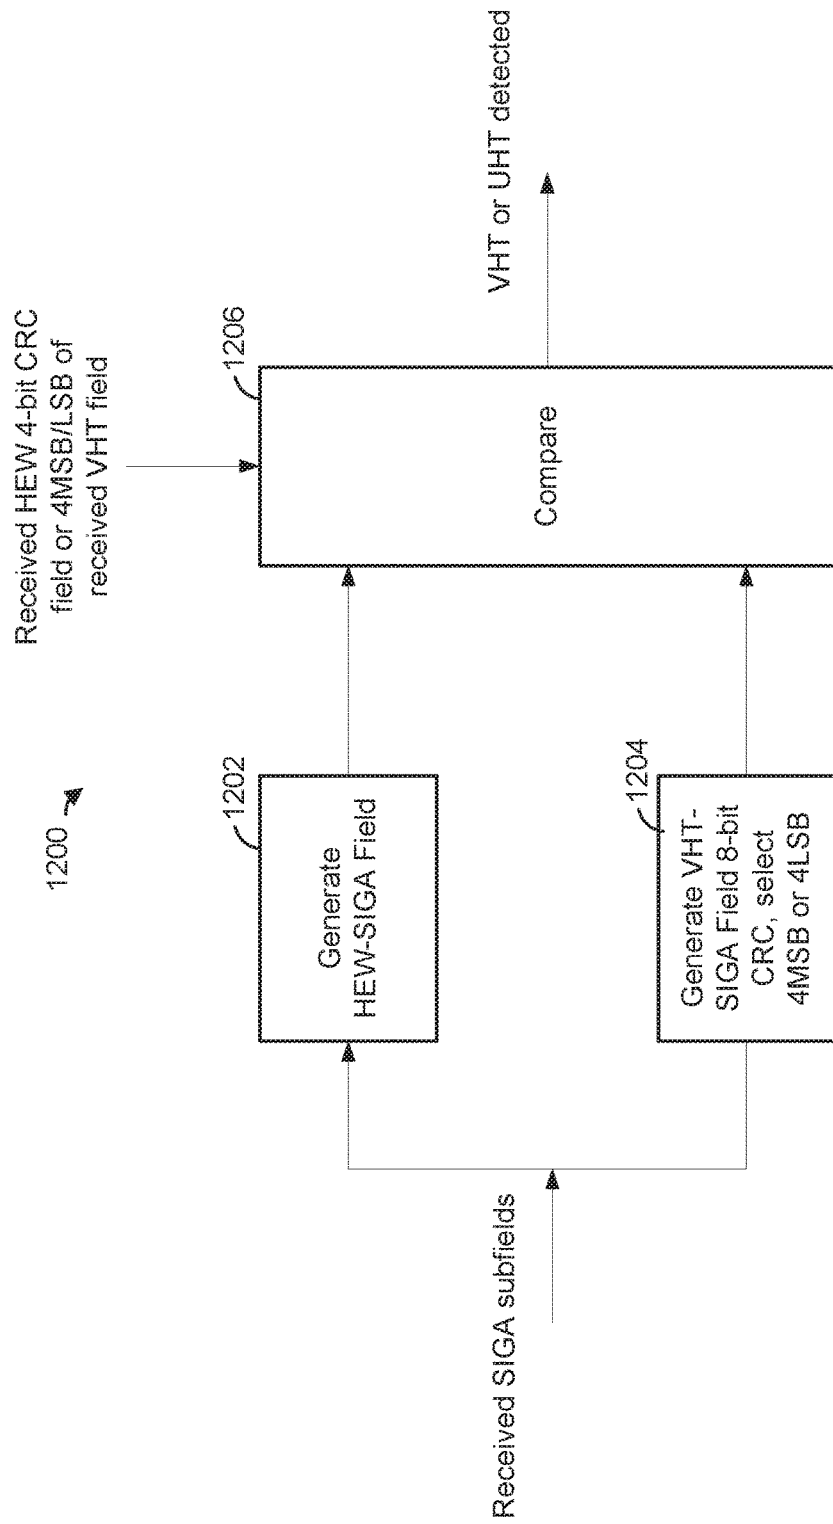 1200
Received SIGA subfields
1202
Generate
HEW-SIGA Field
1204
Generate VHT-
SIGA Field 8-bit
CRC, select
4MSB or 4LSB
Received HEW 4-bit CRC
field or 4MSB/LSB of
received VHT field
1206
Compare
VHT or UHT detected